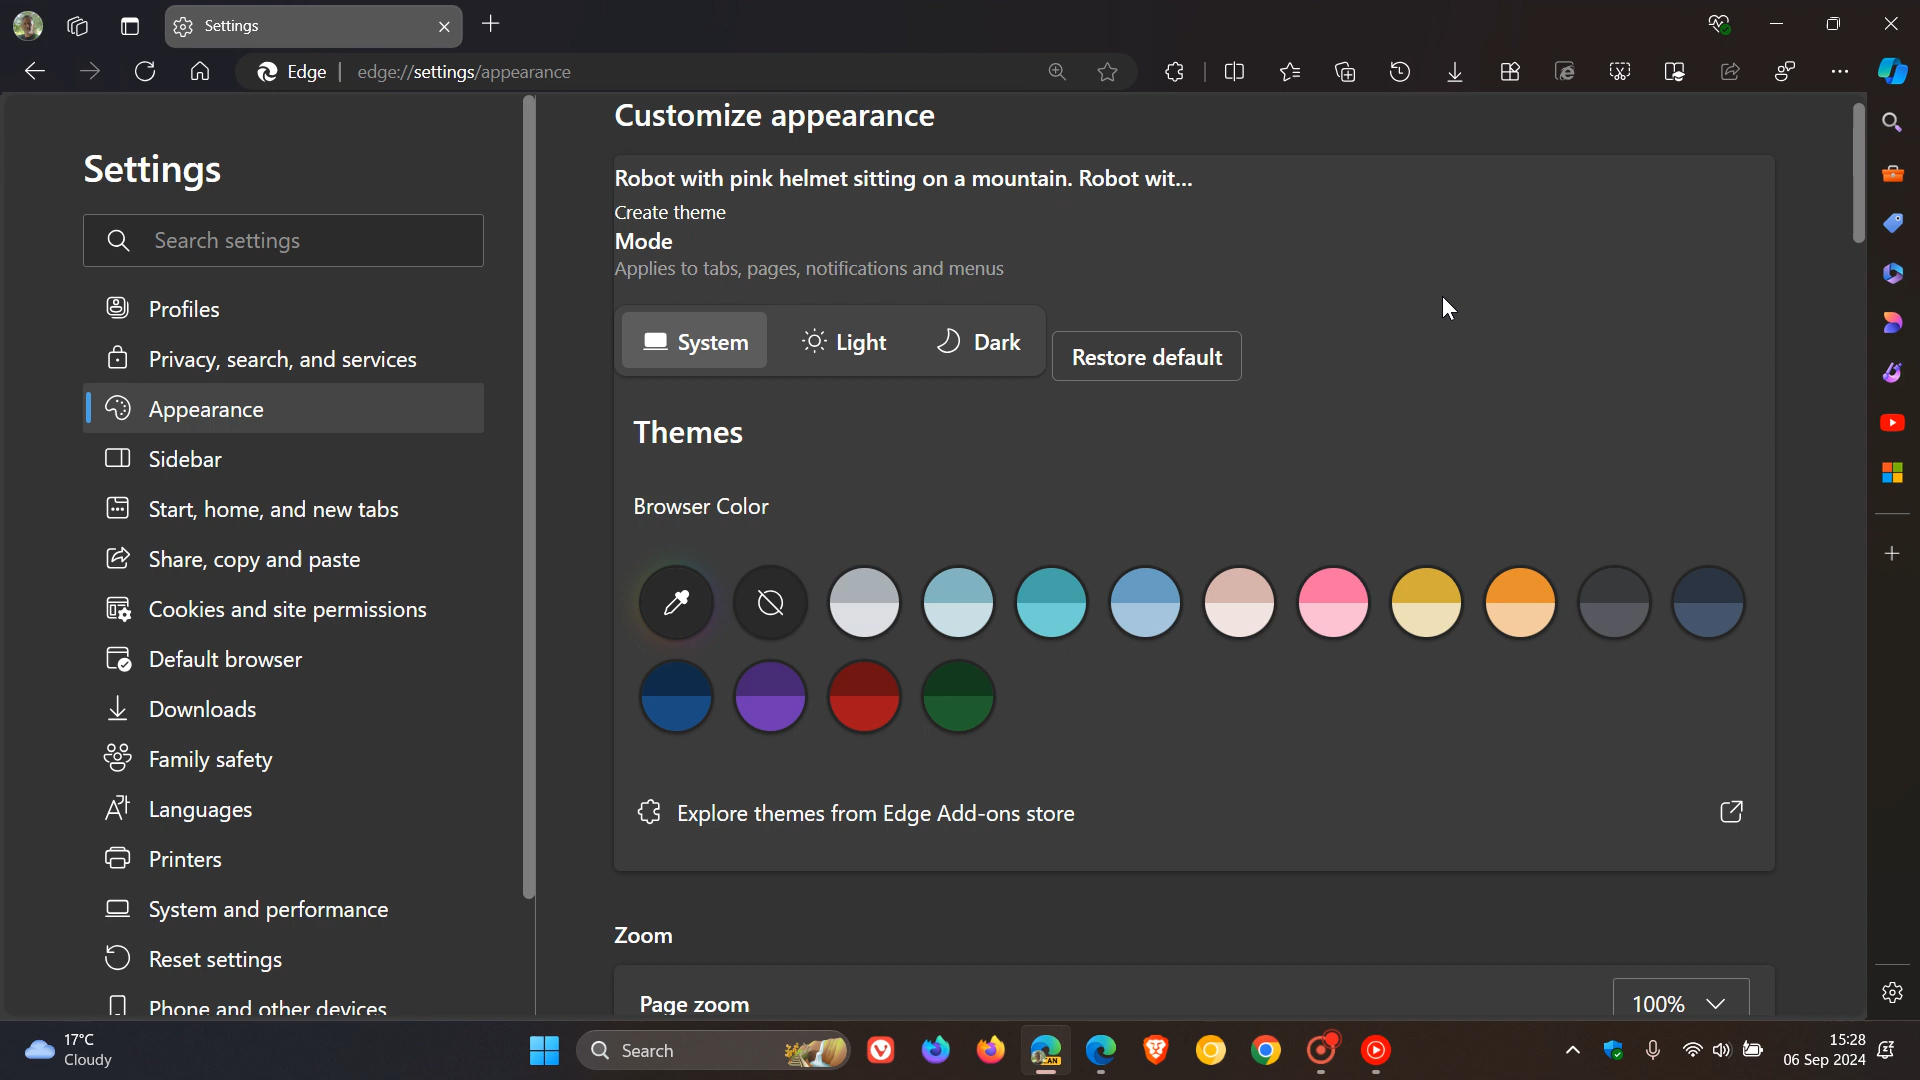 Settings
Edge
edge://settings/appearance
Settings
Search settings
Profiles
Privacy, search, and services
Appearance
Sidebar
Start, home, and new tabs
Share, copy and paste
Cookies and site permissions
Default browser
Downloads
Family safety
Languages
Printers
System and performance
Reset settings
Phone and other devices
Customize appearance
Robot with pink helmet sitting on a mountain. Robot wit...
Create theme
Mode
Applies to tabs, pages, notifications and menus
System
Light
Dark
Restore default
Themes
Browser Color
Explore themes from Edge Add-ons store
Zoom
Page zoom
100%
17°C
Cloudy
Search
CAN
15:28
06 Sep 2024